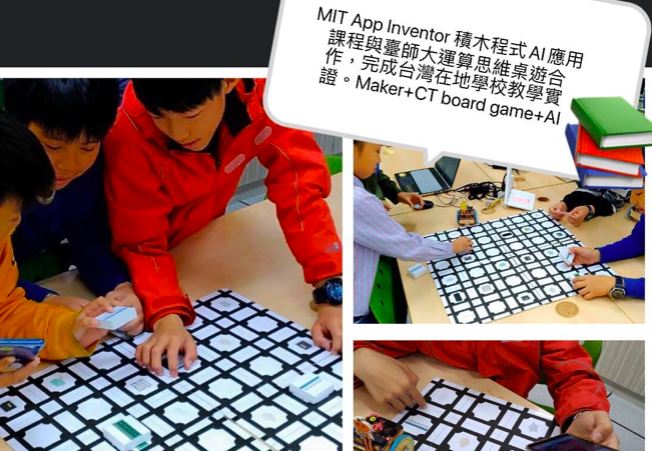 MIT App Inventor 積木程式 AI 應用
課程與臺師大運算思維桌遊合
作，完成台灣在地學校教學實
證。Maker+CT board game+AI